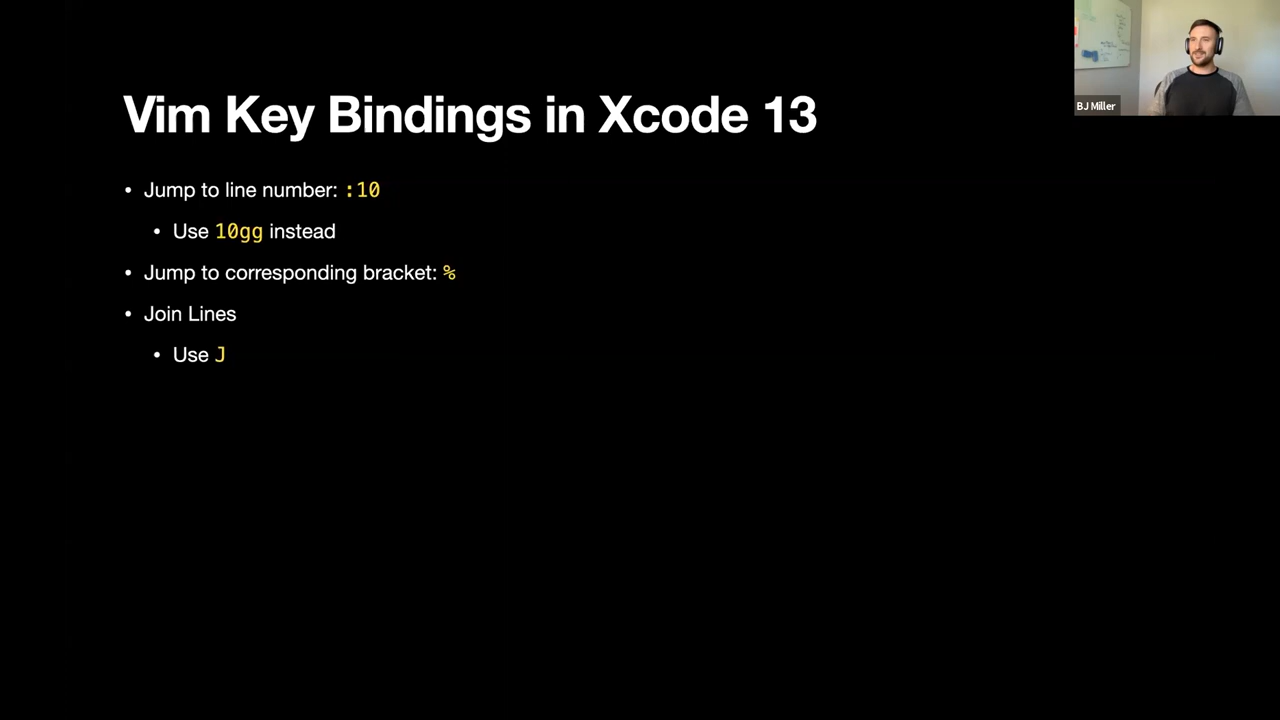 Vim Key Bindings in Xcode 13
• Jump to line number: :10
• Use 10gg instead
• Jump to corresponding bracket: %
• Join Lines
• Use J
BJ Miller